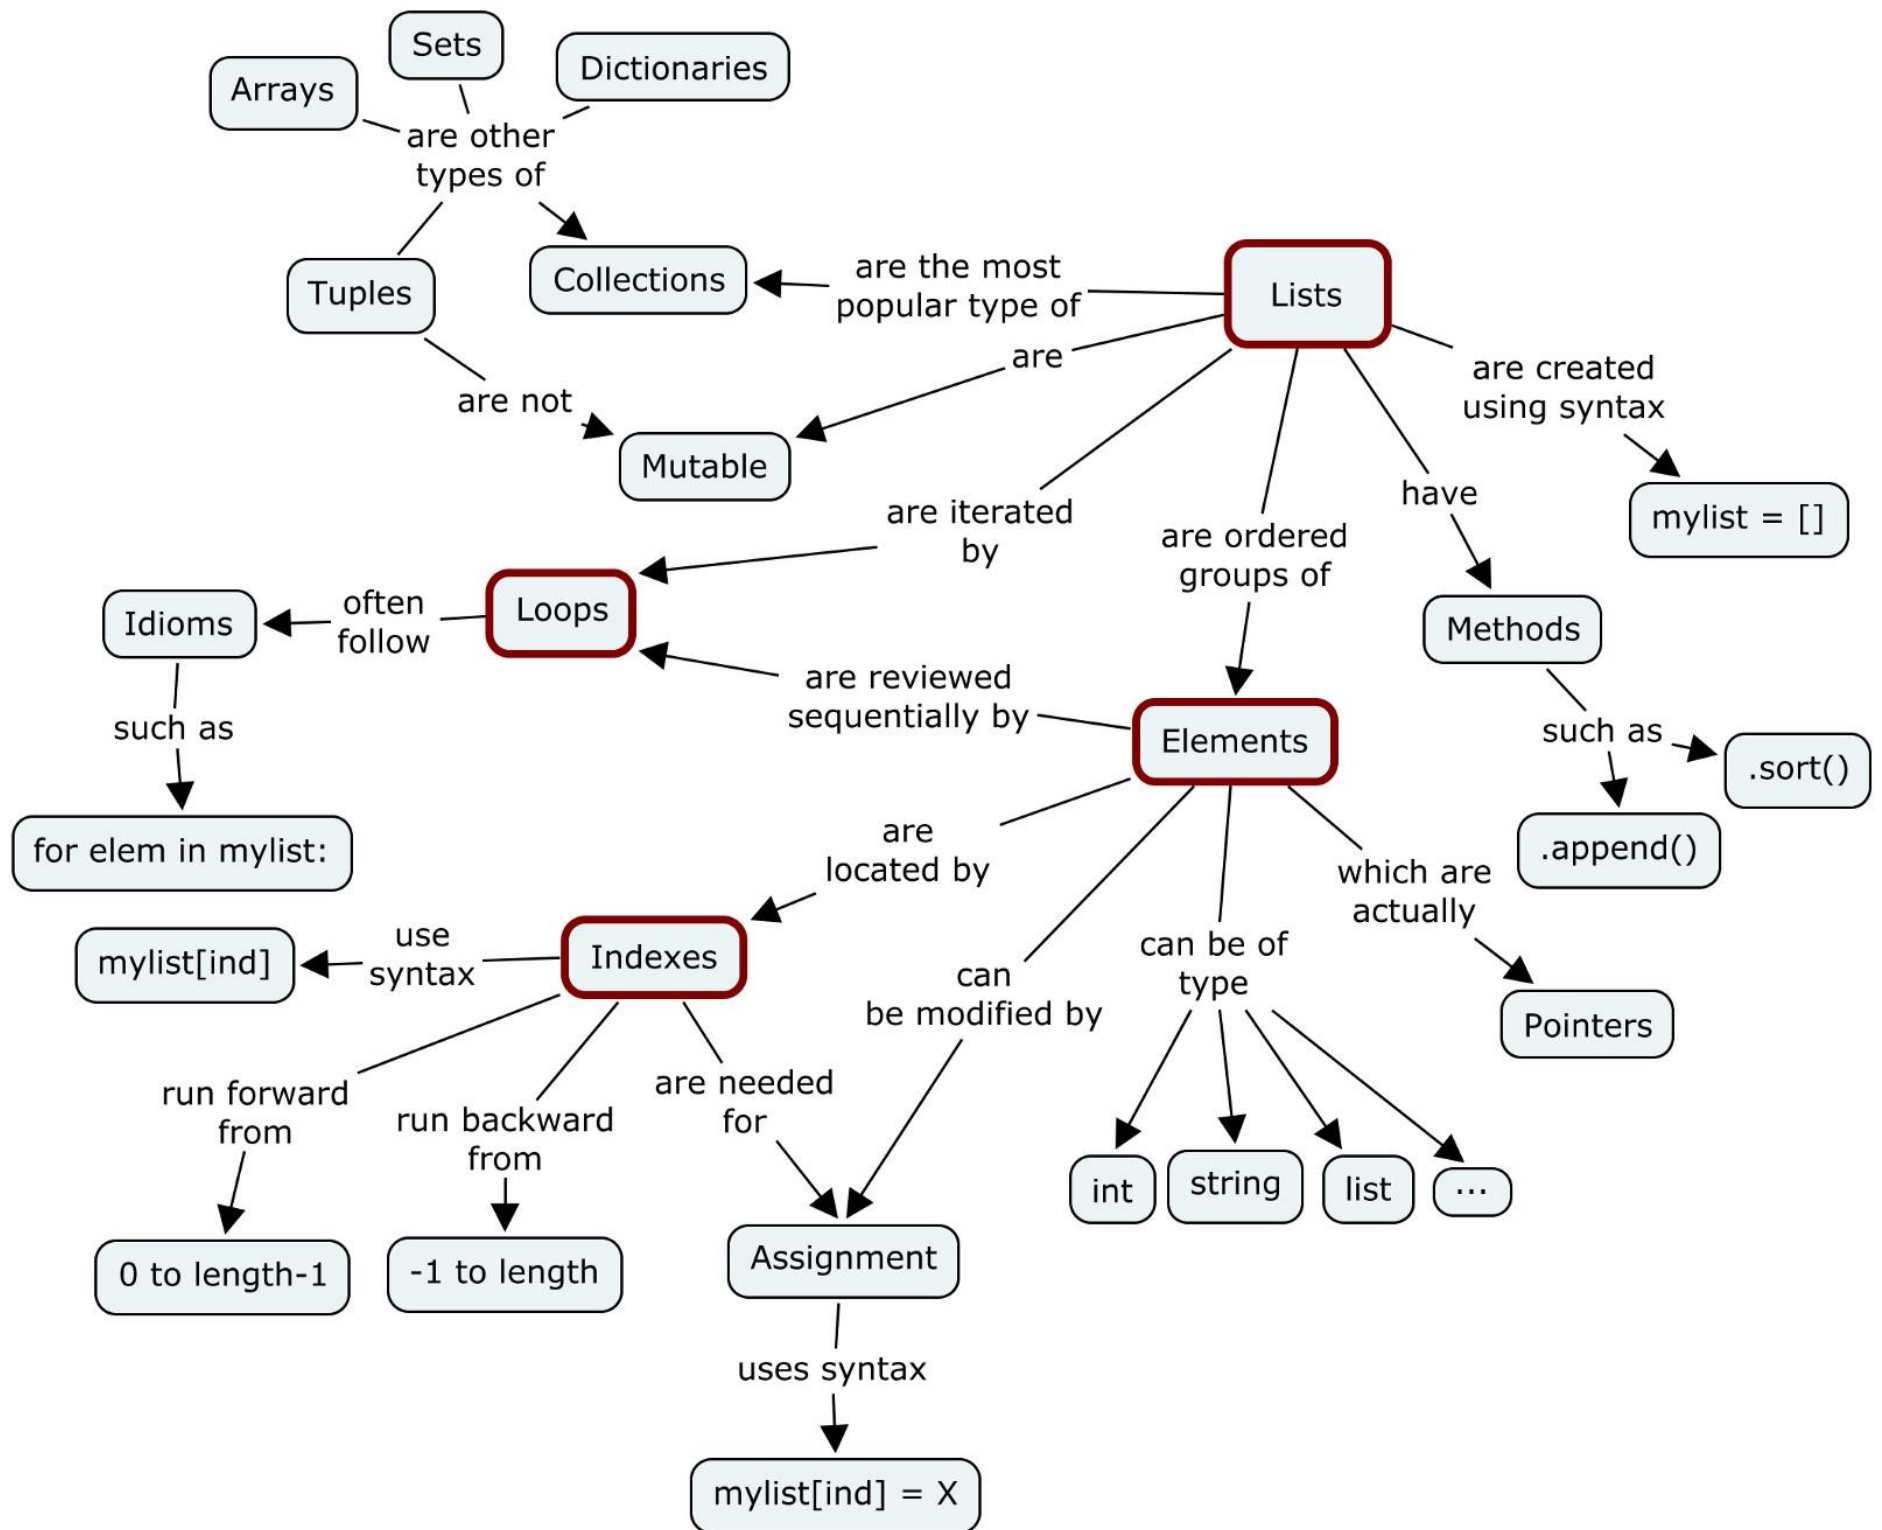 Sets
Dictionaries
Arrays
are other
types of
Tuples
Collections
are the most
popular type of
Lists
are
are created
using syntax
are not
Mutable
have
mylist = []
are iterated
by
are ordered
groups of
Idioms
often
follow
Loops
Methods
such as
are reviewed
sequentially by
Elements
such as
.sort()
for elem in mylist:
are
located by
.append()
which are
actually
mylist[ind]
use
syntax
Indexes
can
be modified by
can be of
type
Pointers
run forward
from
run backward
from
are needed
for
int
string
list
...
0 to length-1
-1 to length
Assignment
uses syntax
mylist[ind] = X